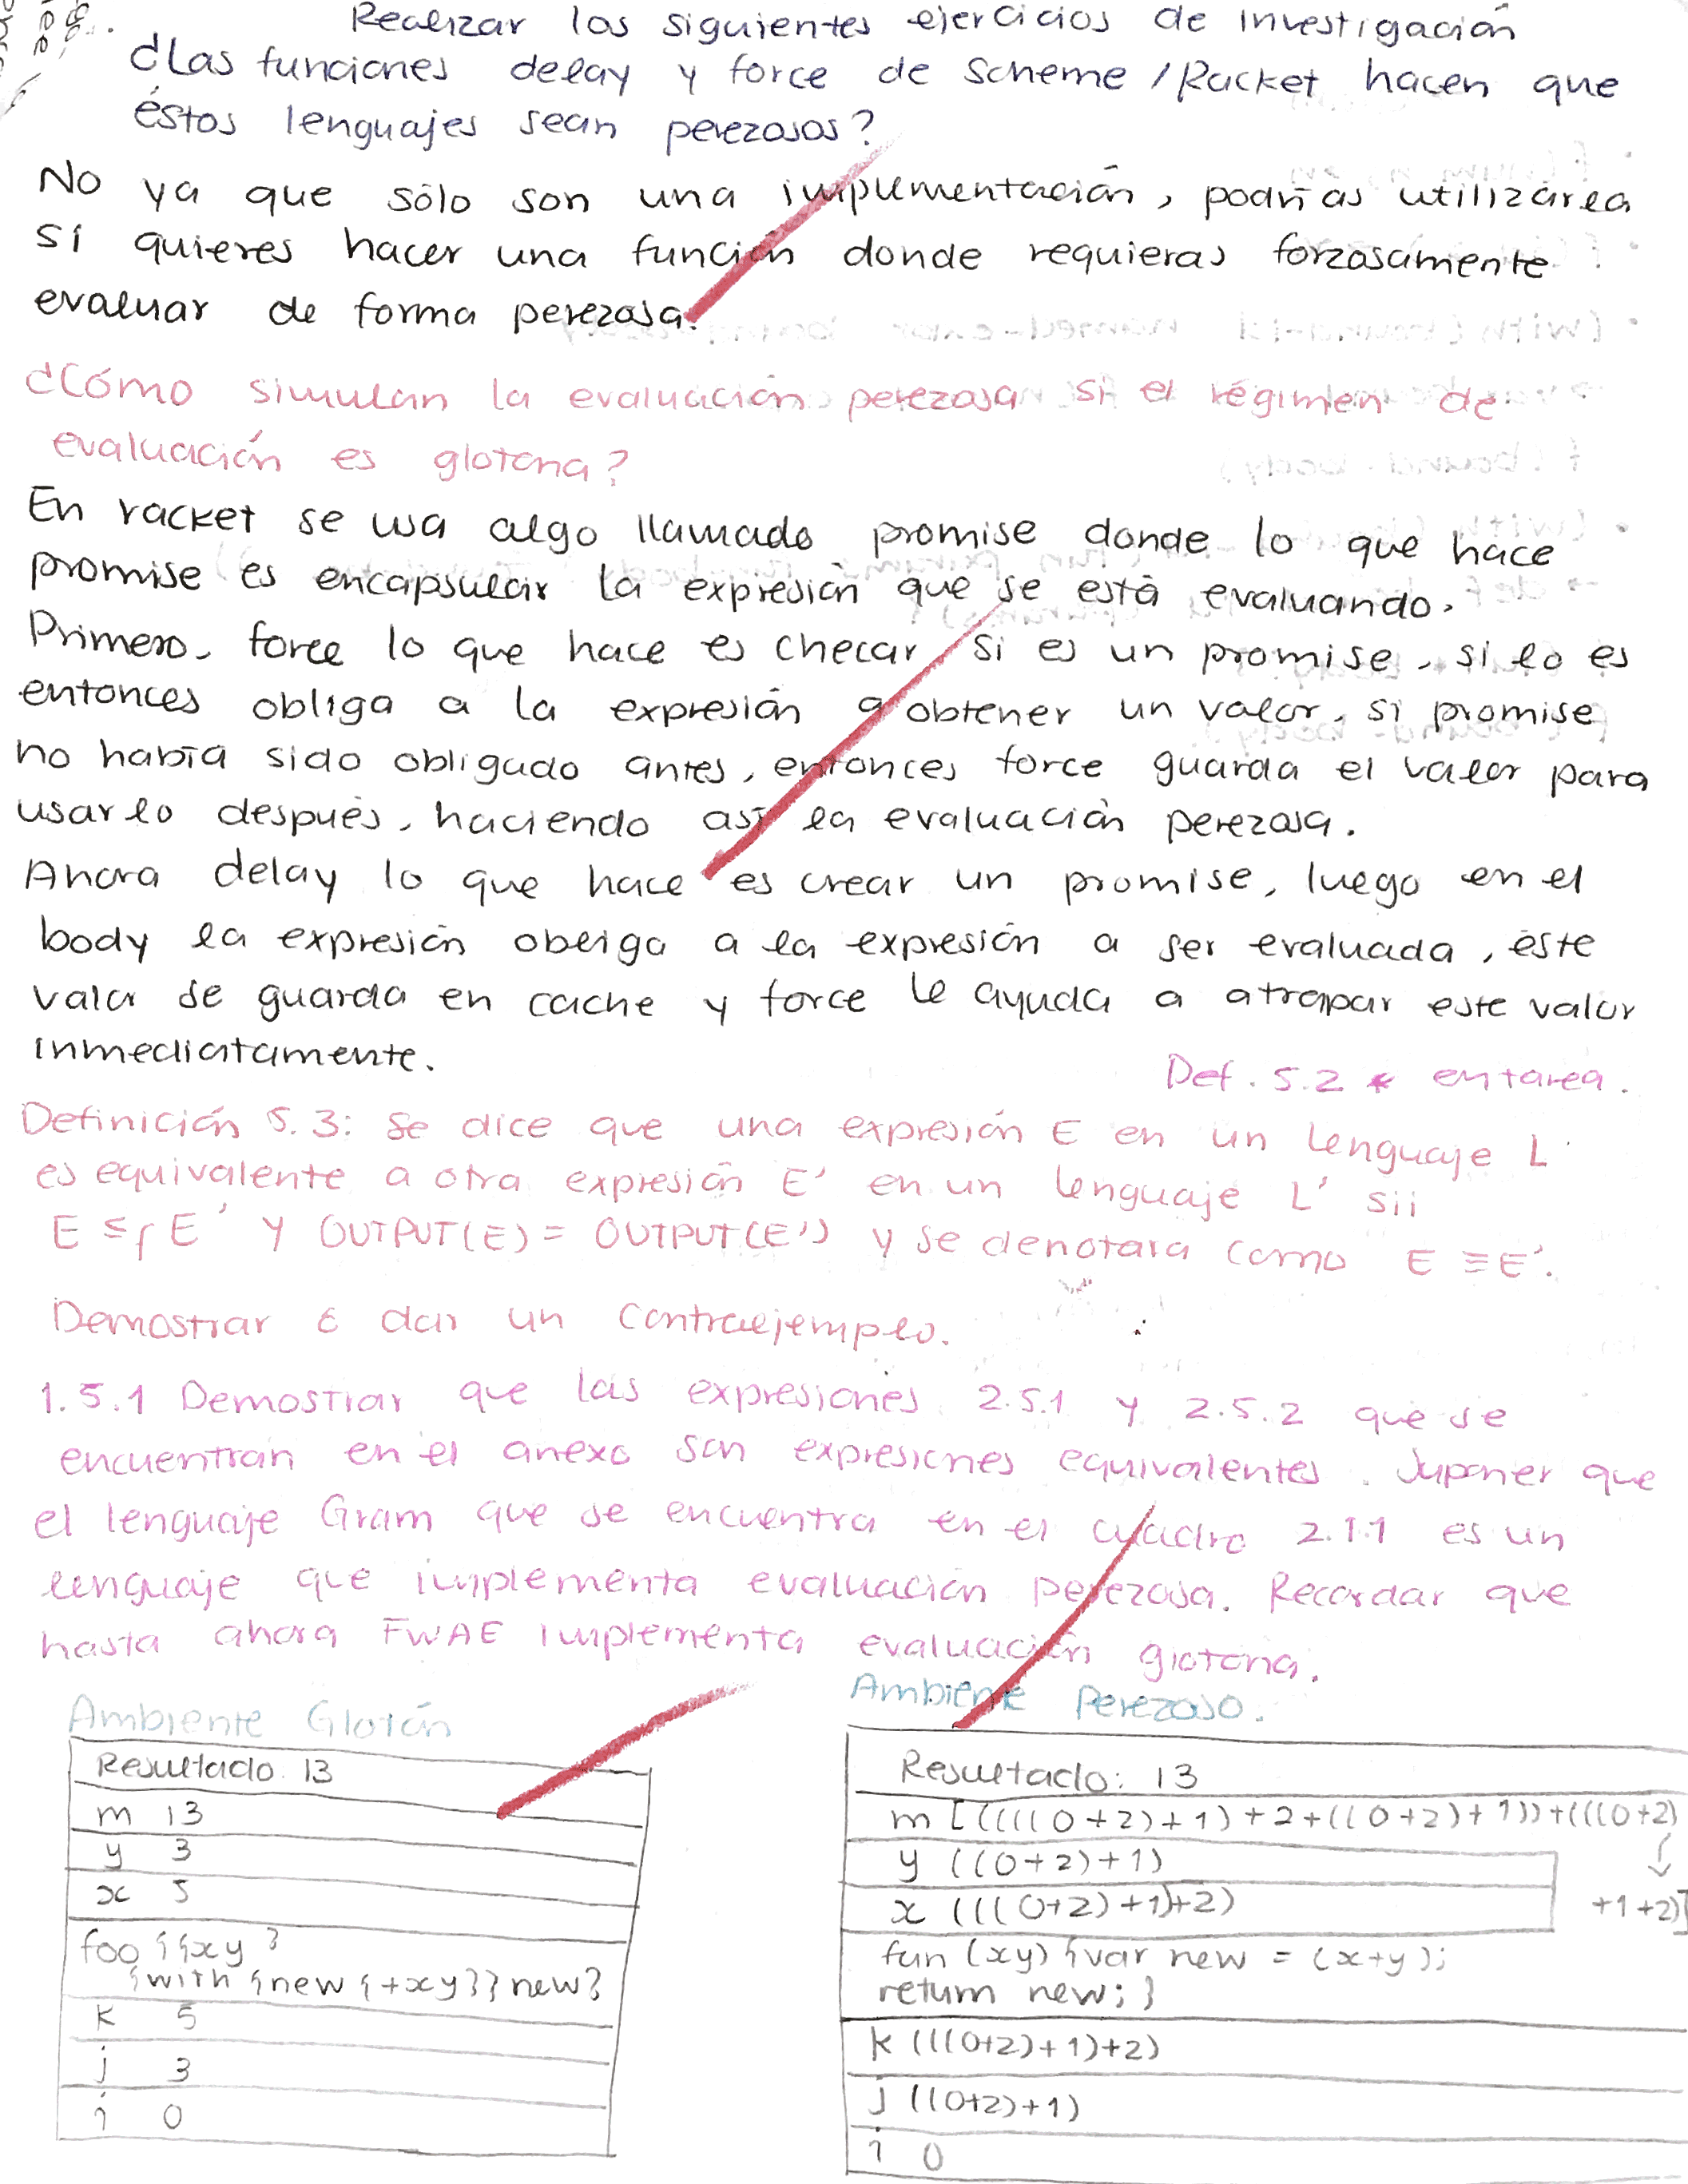 Realizar los siguientes ejercicios de investigación
¿Las funciones delay y force de Scheme / Racket hacen que
éstos lenguajes sean perezosos?
No ya que sólo son una implementación, podrías utilizarla
si quieres hacer una función donde requieras forzosamente
evaluar de forma perezosa.
¿Cómo simulan la evaluación perezosa si el régimen de
evaluación es glotona?
En racket se usa algo llamado promise donde lo que hace
promise es encapsular la expresión que se está evaluando.
Primero, force lo que hace es checar si es un promise, si lo es
entonces obliga a la expresión a obtener un valor, si promise
no había sido obligado antes, entonces force guarda el valor para
usarlo después, haciendo así la evaluación perezosa.
Ahora delay lo que hace es crear un promise, luego en el
body la expresión obliga a la expresión a ser evaluada, éste
valor se guarda en cache y force le ayuda a atrapar este valor
inmediatamente.
Def. 5.2 * en tarea.
Definición 5.3: Se dice que una expresión E en un lenguaje L
es equivalente a otra expresión E' en un lenguaje L' sii
E ≤f E' y OUTPUT(E) = OUTPUT(E') y se denotara como E ≡ E'.
Demostrar ó dar un contraejemplo.
1.5.1 Demostrar que las expresiones 2.5.1 y 2.5.2 que se
encuentran en el anexo son expresiones equivalentes. Suponer que
el lenguaje Gram que se encuentra en el cuadro 2.1.1 es un
lenguaje que implementa evaluación perezosa. Recordar que
hasta ahora FWAE implementa evaluación glotona.
Ambiente Glotón
Resultado 13
m 13
y 3
x 5
foo {{xy}
{with {new {+xy}} new}
k 5
j 3
i 0
Ambiente Perezoso.
Resultado: 13
m [(((((0+2)+1)+2+((0+2)+1))+(((0+2)
+1+2)]
y ((0+2)+1)
x (((0+2)+1)+2)
fun (xy) {var new = (x+y);
return new; }
k (((0+2)+1)+2)
j ((0+2)+1)
i 0